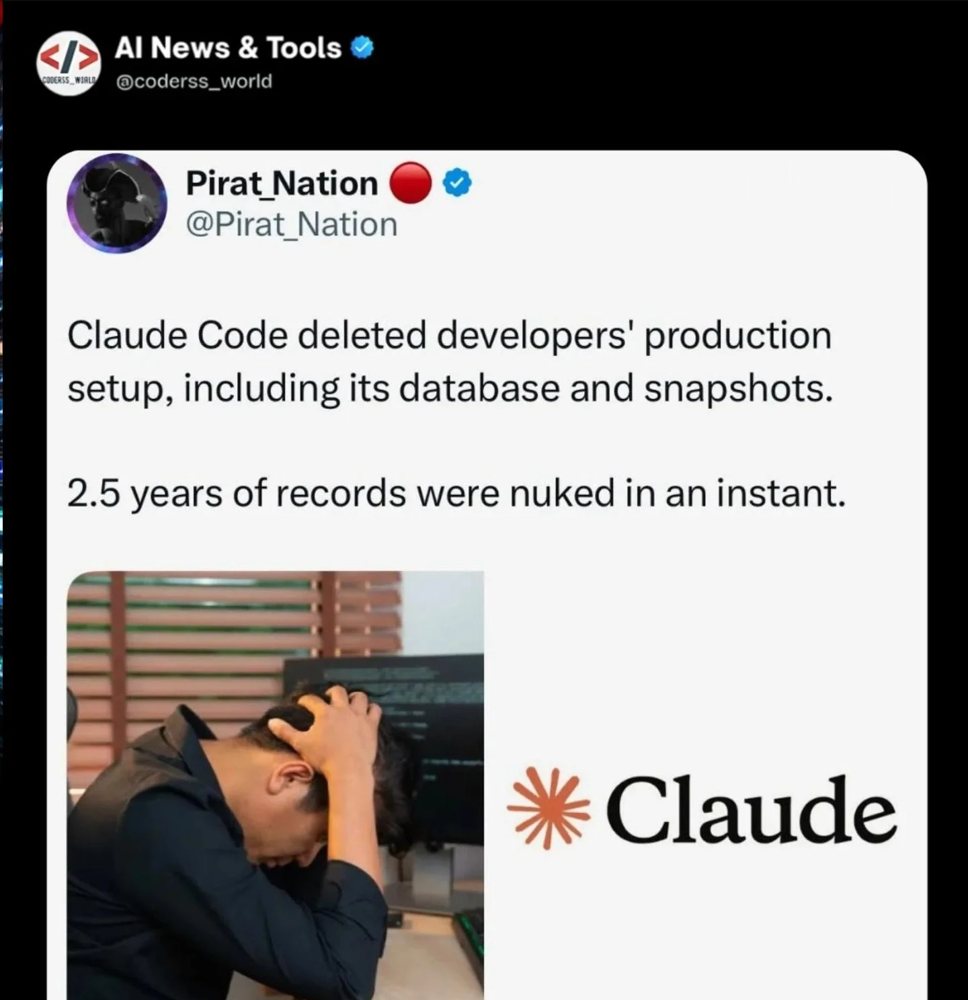 AI News & Tools
@coderss_world
CODERSS_WORLD
Pirat_Nation
@Pirat_Nation
Claude Code deleted developers' production
setup, including its database and snapshots.
2.5 years of records were nuked in an instant.
Claude